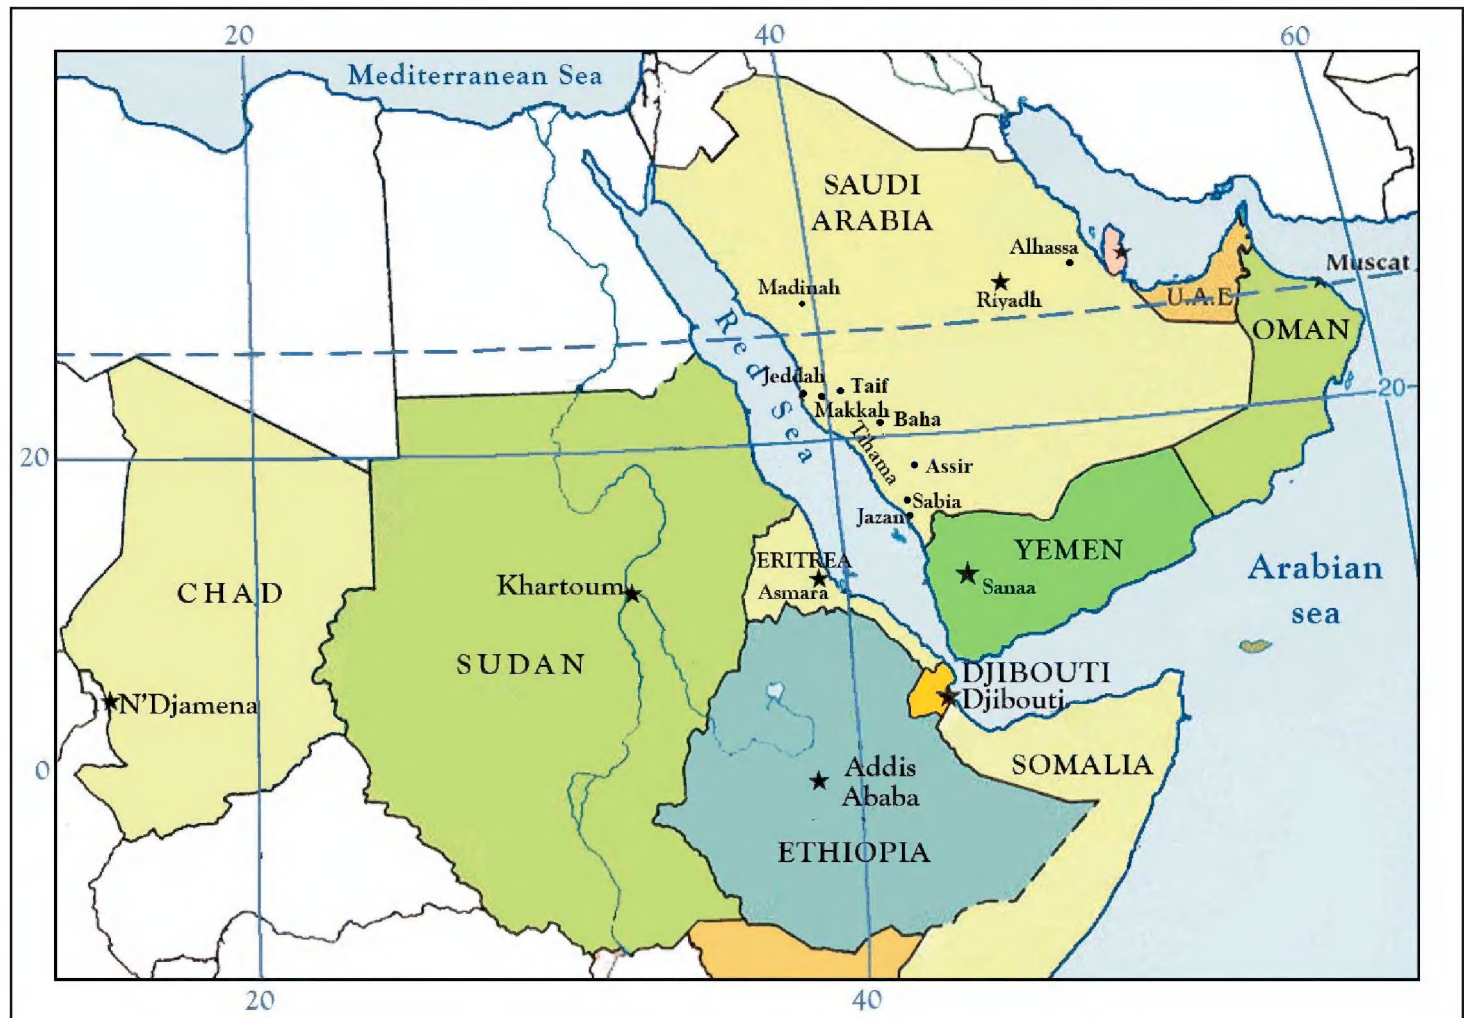 20
40
60
Mediterranean Sea
SAUDI
ARABIA
Alhassa
Muscat
Madinah
Riyadh
U.A.E
Red Sea
OMAN
Jeddah
Taif
20
Makkah
Baha
Tihama
20
Assir
Sabia
Jazan
YEMEN
ERITREA
Arabian
sea
Khartoum
Asmara
Sanaa
CHAD
SUDAN
DJIBOUTI
Djibouti
N'Djamena
0
SOMALIA
Addis
Ababa
ETHIOPIA
20
40